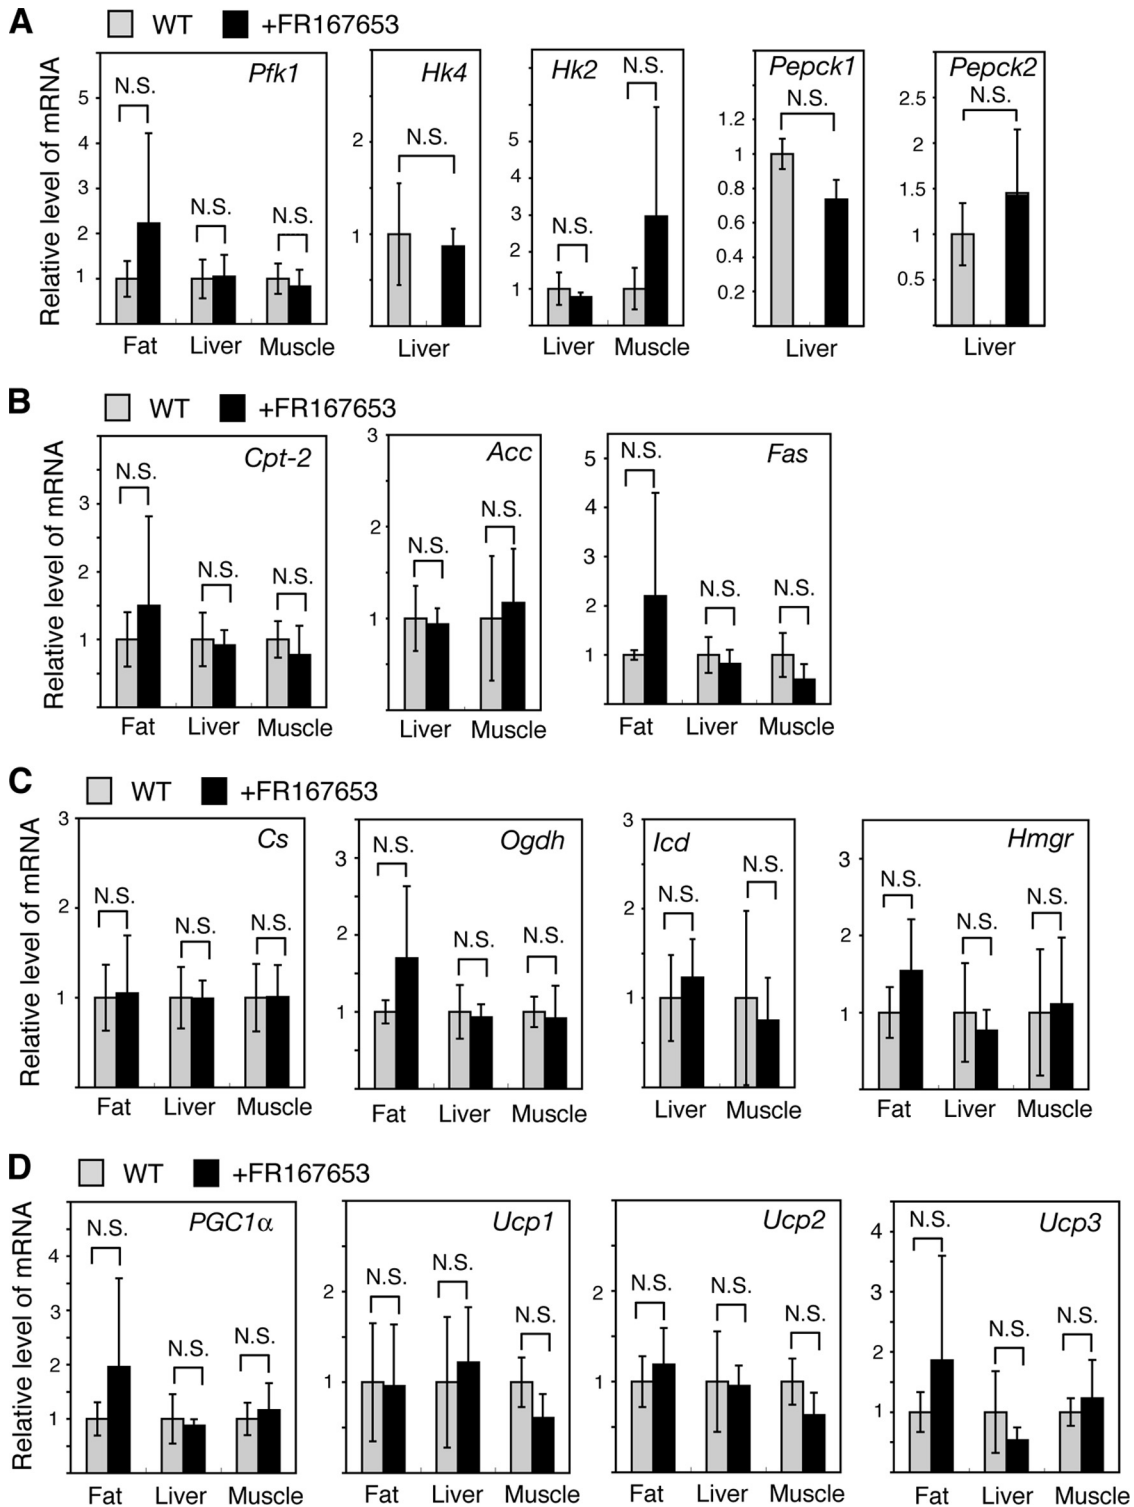 A WT +FR167653
Relative level of mRNA
Pfk1 Hk4 Hk2 Pepck1 Pepck2
N.S. N.S. N.S.
N.S.
N.S. N.S.
N.S.
N.S.
5 4 3 2 1
2 1
5 4 3 2 1
1.2 1 0.8 0.6 0.4 0.2
2.5 2 1.5 1 0.5
Fat Liver Muscle Liver Liver Muscle Liver Liver
B WT +FR167653
Relative level of mRNA
Cpt-2 Acc Fas
N.S. N.S. N.S.
N.S. N.S.
N.S. N.S. N.S.
3 2 1
3 2 1
5 4 3 2 1
Fat Liver Muscle Liver Muscle Fat Liver Muscle
C WT +FR167653
Relative level of mRNA
Cs Ogdh Icd Hmgr
N.S. N.S. N.S.
N.S. N.S. N.S.
N.S. N.S.
N.S. N.S. N.S.
3 2 1
3 2 1
3 2 1
3 2 1
Fat Liver Muscle Fat Liver Muscle Liver Muscle Fat Liver Muscle
D WT +FR167653
Relative level of mRNA
PGC1α Ucp1 Ucp2 Ucp3
N.S. N.S. N.S.
N.S. N.S. N.S.
N.S. N.S. N.S.
N.S. N.S. N.S.
4 3 2 1
2 1
2 1
4 3 2 1
Fat Liver Muscle Fat Liver Muscle Fat Liver Muscle Fat Liver Muscle